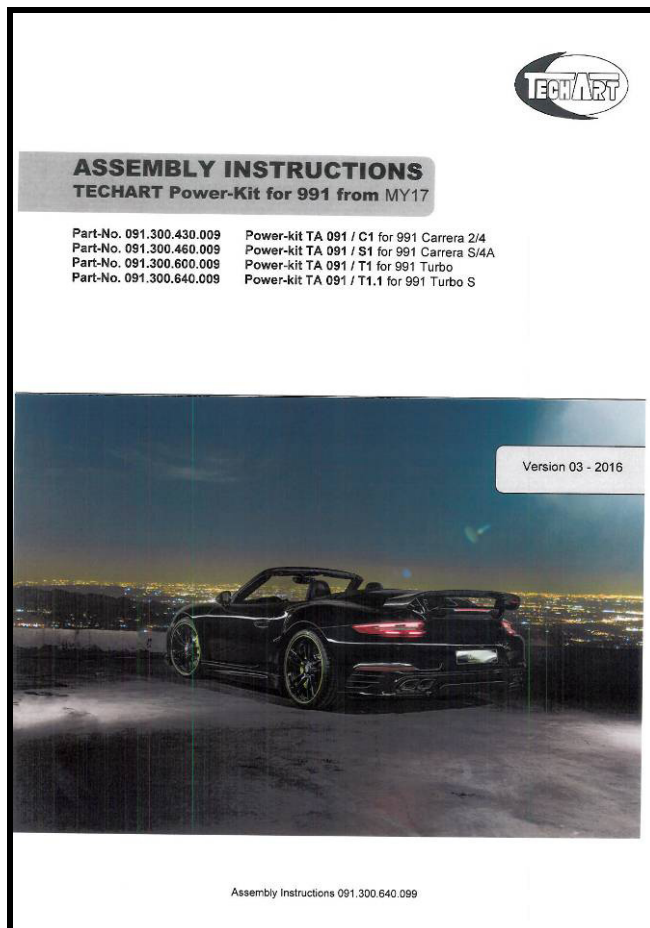 TECHART
ASSEMBLY INSTRUCTIONS
TECHART Power-Kit for 991 from MY17
Part-No. 091.300.430.009 Power-kit TA 091 / C1 for 991 Carrera 2/4
Part-No. 091.300.460.009 Power-kit TA 091 / S1 for 991 Carrera S/4A
Part-No. 091.300.600.009 Power-kit TA 091 / T1 for 991 Turbo
Part-No. 091.300.640.009 Power-kit TA 091 / T1.1 for 991 Turbo S
Version 03 - 2016
Assembly Instructions 091.300.640.099